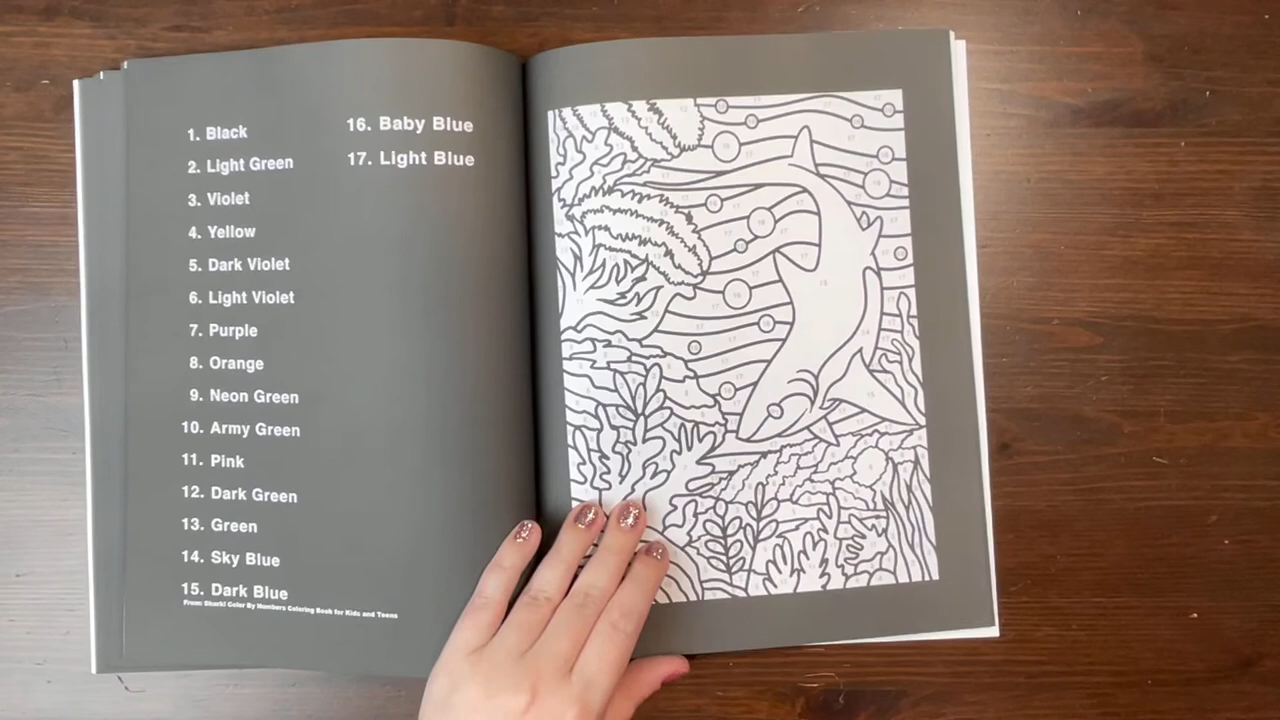 1. Black
2. Light Green
3. Violet
4. Yellow
5. Dark Violet
6. Light Violet
7. Purple
8. Orange
9. Neon Green
10. Army Green
11. Pink
12. Dark Green
13. Green
14. Sky Blue
15. Dark Blue
From: Shark! Color By Numbers Coloring Book for Kids and Teens
16. Baby Blue
17. Light Blue